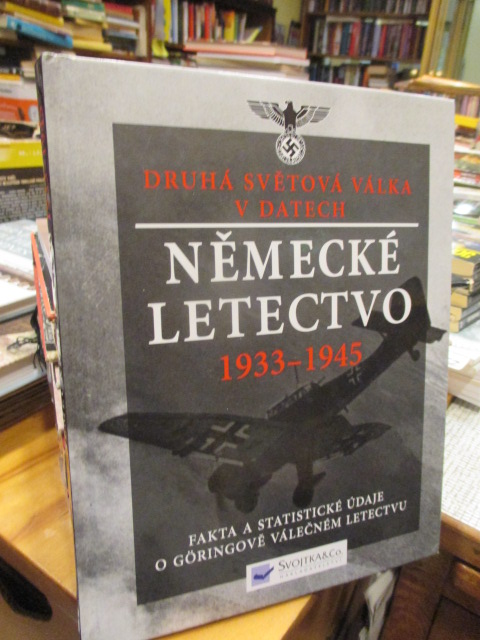 DRUHÁ SVĚTOVÁ VÁLKA
V DATECH
NĚMECKÉ
LETECTVO
1933–1945
FAKTA A STATISTICKÉ ÚDAJE
O GÖRINGOVĚ VÁLEČNÉM LETECTVU
SVOJTKA&CO.